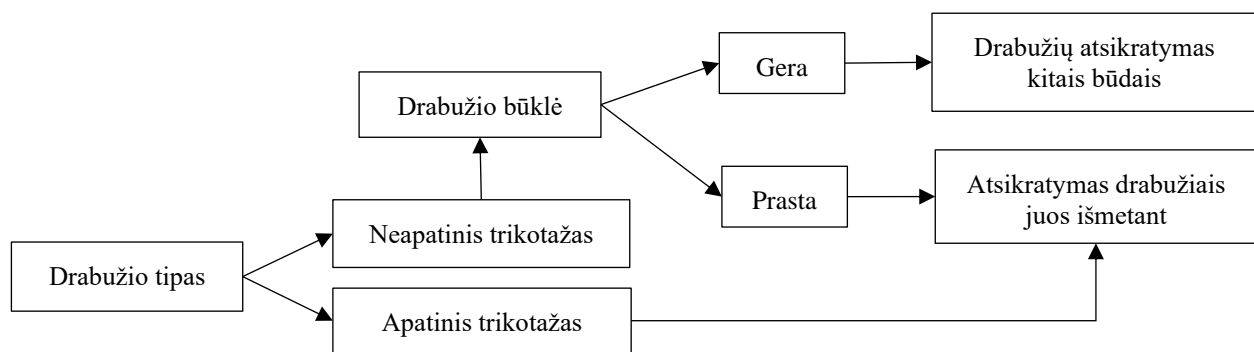 Drabužių atsikratymas
kitais būdais
Gera
Drabužio būklė
Prasta
Atsikratymas drabužiais
juos išmetant
Neapatinis trikotažas
Drabužio tipas
Apatinis trikotažas